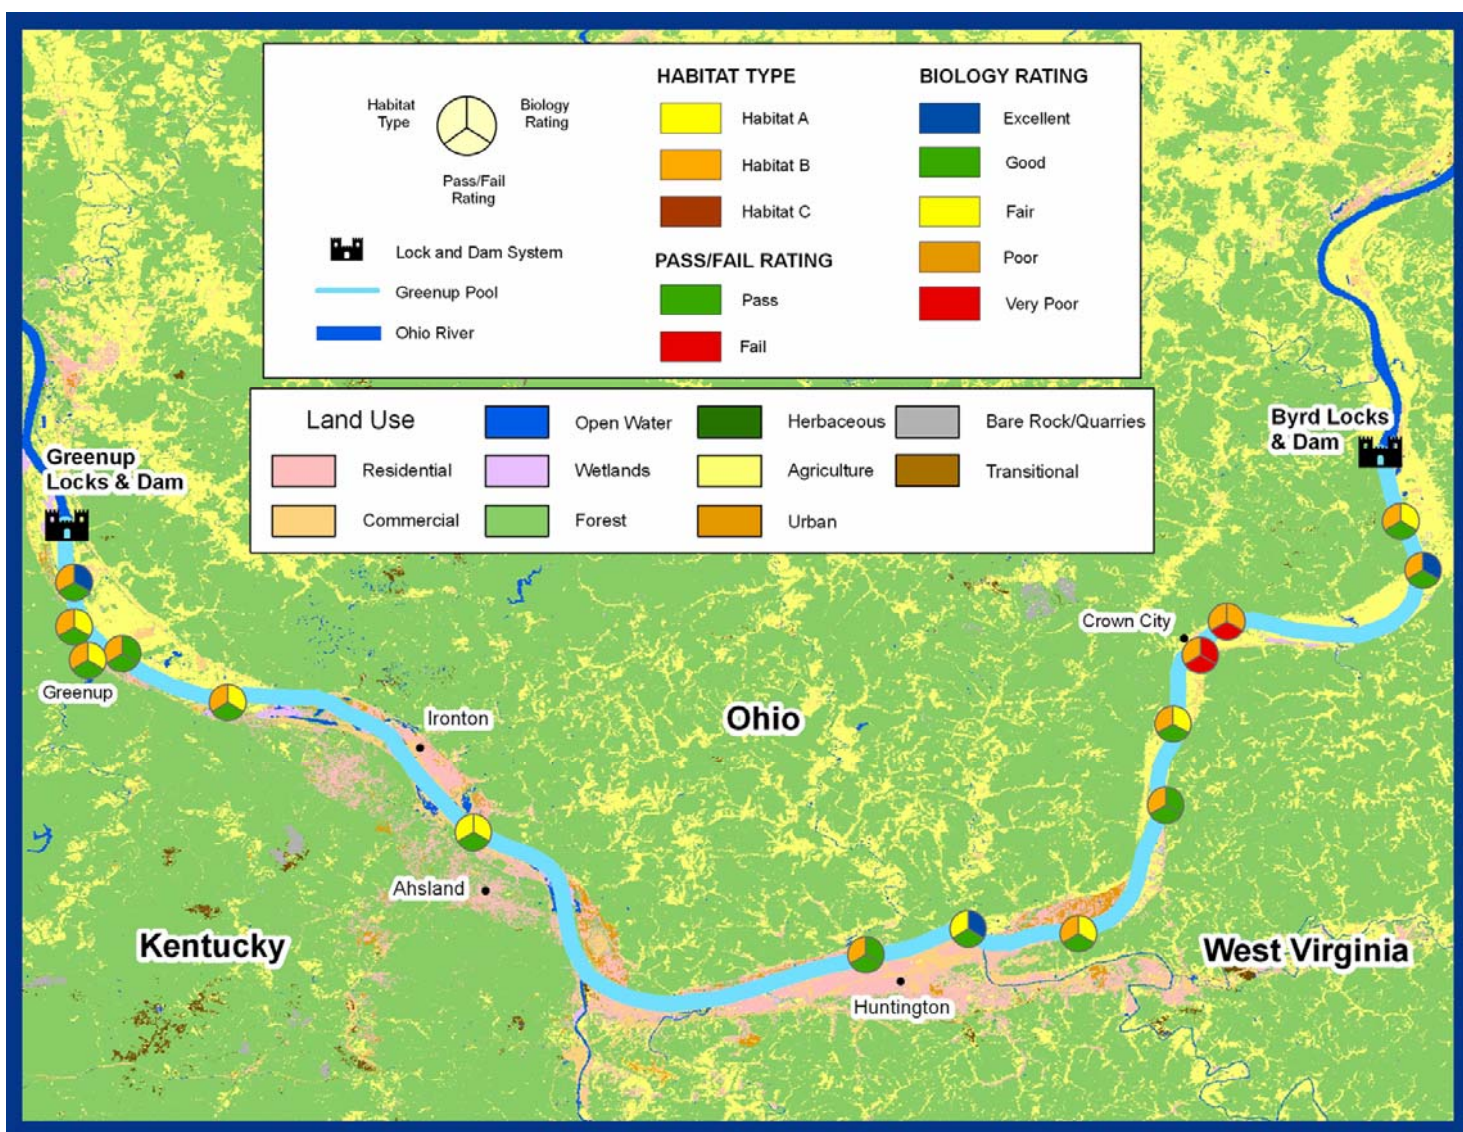 Habitat
Type
Biology
Rating
Pass/Fail
Rating
Lock and Dam System
Greenup Pool
Ohio River
HABITAT TYPE
Habitat A
Habitat B
Habitat C
PASS/FAIL RATING
Pass
Fail
BIOLOGY RATING
Excellent
Good
Fair
Poor
Very Poor
Land Use
Residential
Commercial
Open Water
Wetlands
Forest
Herbaceous
Agriculture
Urban
Bare Rock/Quarries
Transitional
Greenup
Locks & Dam
Byrd Locks
& Dam
Crown City
Greenup
Ironton
Ohio
Ahsland
Kentucky
West Virginia
Huntington